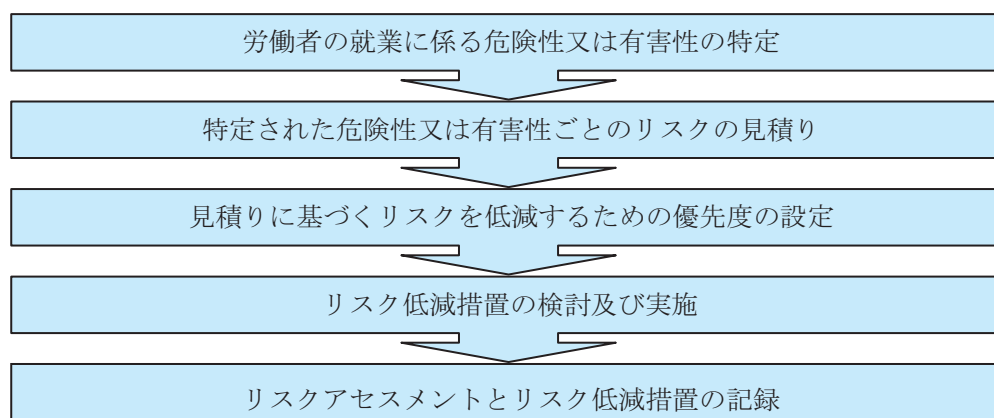 労働者の就業に係る危険性又は有害性の特定
特定された危険性又は有害性ごとのリスクの見積り
見積りに基づくリスクを低減するための優先度の設定
リスク低減措置の検討及び実施
リスクアセスメントとリスク低減措置の記録